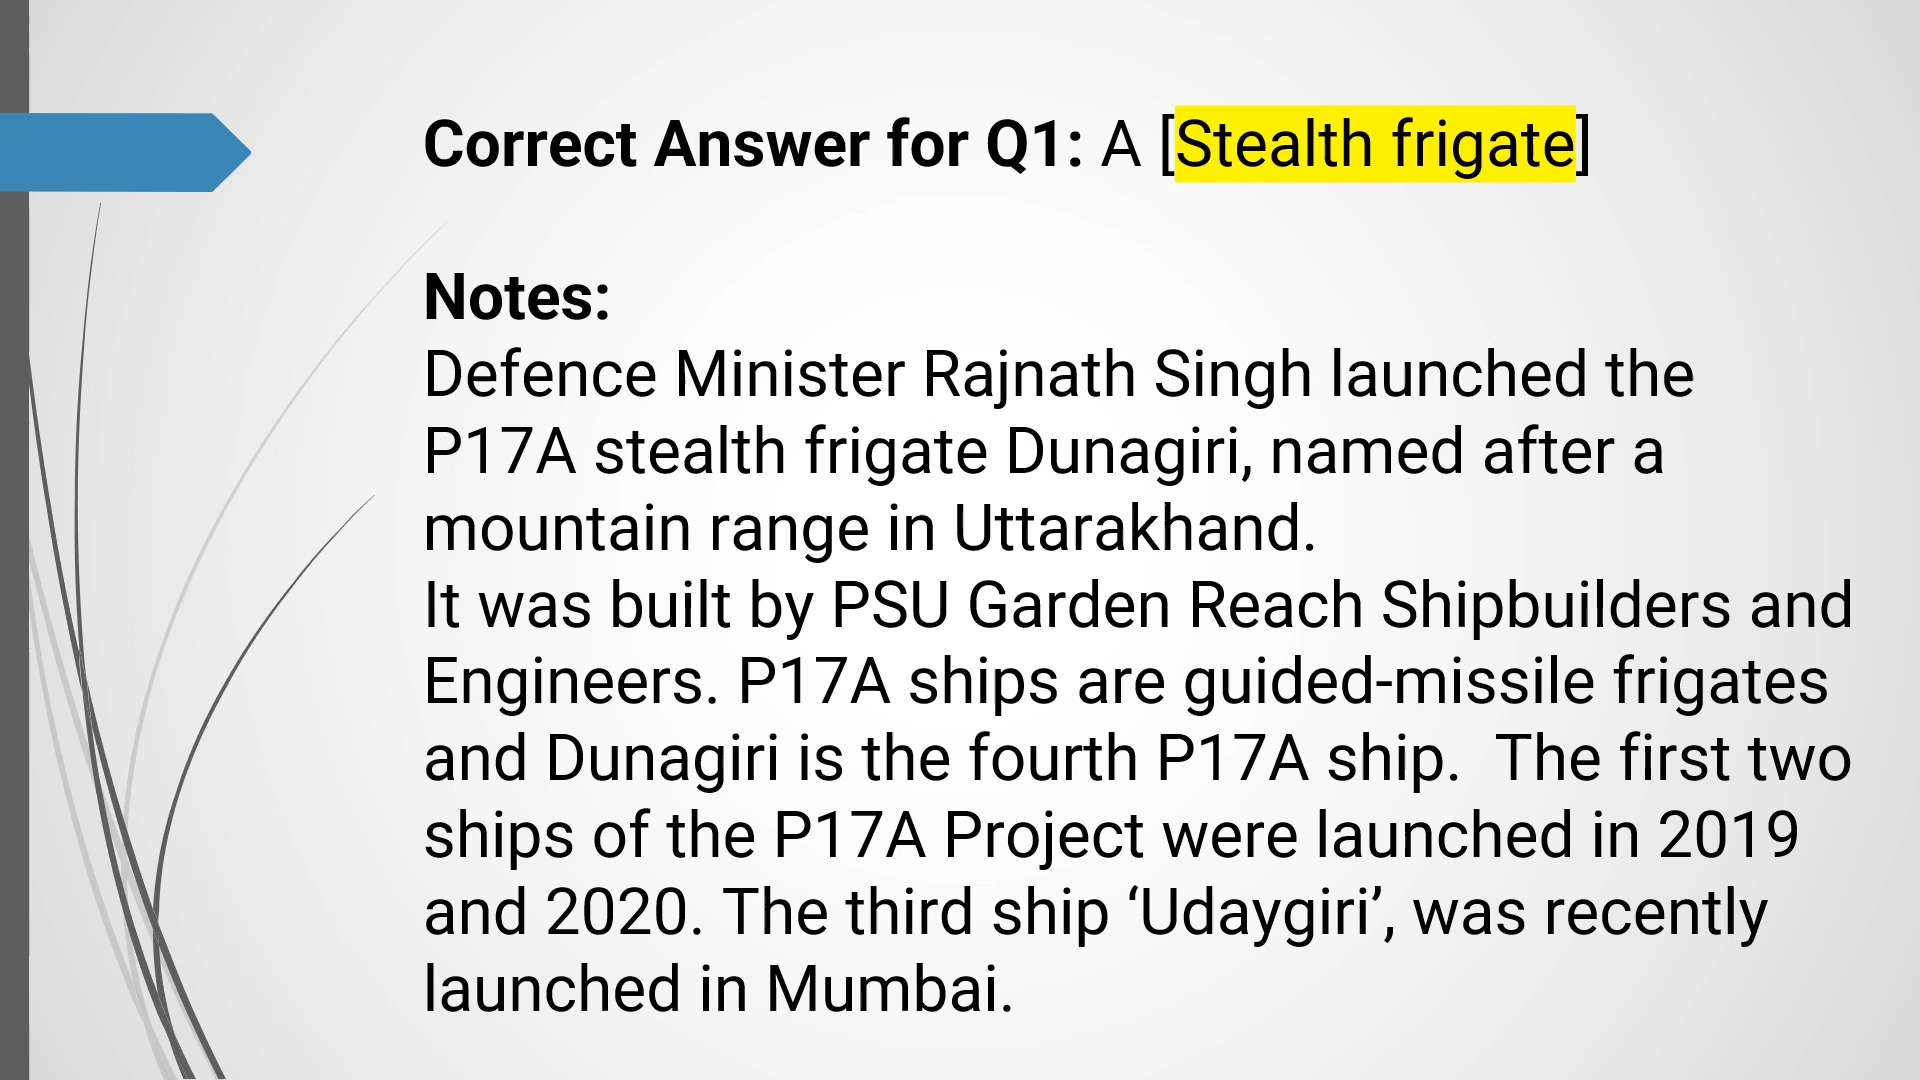 Correct Answer for Q1: A [Stealth frigate]
Notes:
Defence Minister Rajnath Singh launched the
P17A stealth frigate Dunagiri, named after a
mountain range in Uttarakhand.
It was built by PSU Garden Reach Shipbuilders and
Engineers. P17A ships are guided-missile frigates
and Dunagiri is the fourth P17A ship.  The first two
ships of the P17A Project were launched in 2019
and 2020. The third ship ‘Udaygiri’, was recently
launched in Mumbai.